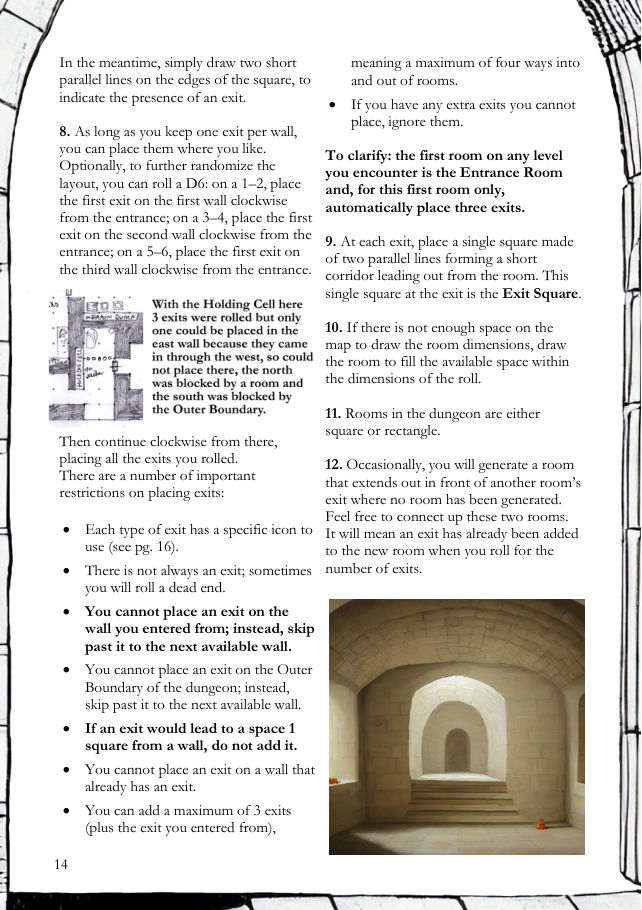 In the meantime, simply draw two short
parallel lines on the edges of the square, to
indicate the presence of an exit.
8. As long as you keep one exit per wall,
you can place them where you like.
Optionally, to further randomize the
layout, you can roll a D6: on a 1–2, place
the first exit on the first wall clockwise
from the entrance; on a 3–4, place the first
exit on the second wall clockwise from the
entrance; on a 5–6, place the first exit on
the third wall clockwise from the entrance.
With the Holding Cell here
3 exits were rolled but only
one could be placed in the
east wall because they came
in through the west, so could
not place there, the north
was blocked by a room and
the south was blocked by
the Outer Boundary.
Then continue clockwise from there,
placing all the exits you rolled.
There are a number of important
restrictions on placing exits:
• Each type of exit has a specific icon to
use (see pg. 16).
• There is not always an exit; sometimes
you will roll a dead end.
• You cannot place an exit on the
wall you entered from; instead, skip
past it to the next available wall.
• You cannot place an exit on the Outer
Boundary of the dungeon; instead,
skip past it to the next available wall.
• If an exit would lead to a space 1
square from a wall, do not add it.
• You cannot place an exit on a wall that
already has an exit.
• You can add a maximum of 3 exits
(plus the exit you entered from),
14
meaning a maximum of four ways into
and out of rooms.
• If you have any extra exits you cannot
place, ignore them.
To clarify: the first room on any level
you encounter is the Entrance Room
and, for this first room only,
automatically place three exits.
9. At each exit, place a single square made
of two parallel lines forming a short
corridor leading out from the room. This
single square at the exit is the Exit Square.
10. If there is not enough space on the
map to draw the room dimensions, draw
the room to fill the available space within
the dimensions of the roll.
11. Rooms in the dungeon are either
square or rectangle.
12. Occasionally, you will generate a room
that extends out in front of another room's
exit where no room has been generated.
Feel free to connect up these two rooms.
It will mean an exit has already been added
to the new room when you roll for the
number of exits.